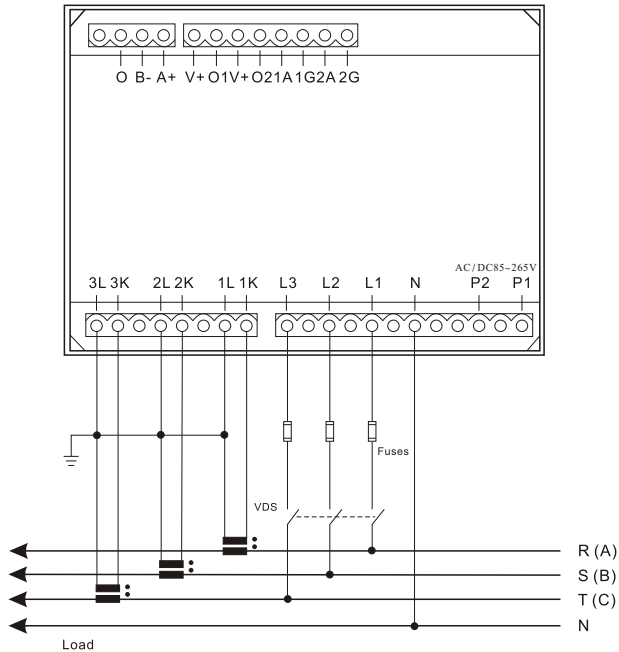 O B- A+ V+ O1 V+ O2 1A 1G 2A 2G
AC/DC85~265V
3L 3K 2L 2K 1L 1K L3 L2 L1 N P2 P1
Fuses
VDS
R (A)
S (B)
T (C)
N
Load